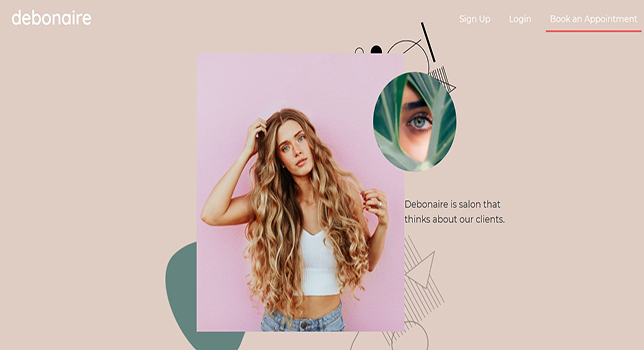 debonaire
Sign Up
Login
Book an Appointment
Debonaire is salon that
thinks about our clients.